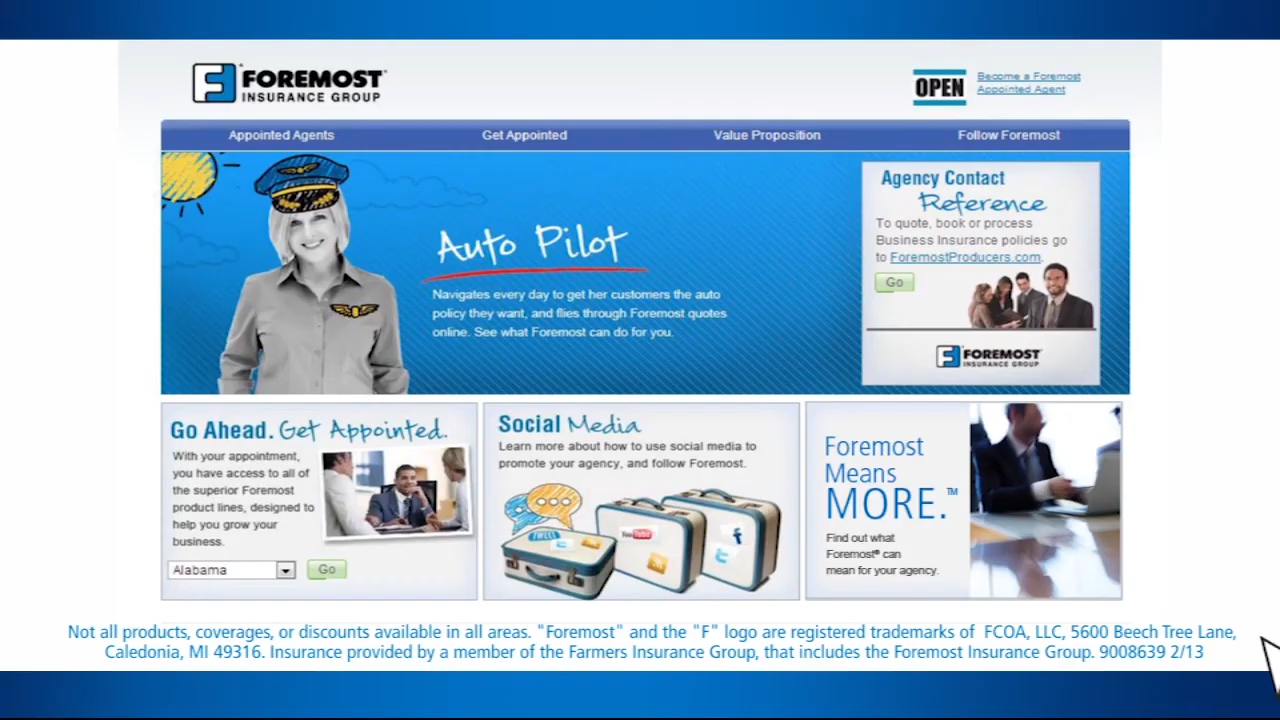 FOREMOST
INSURANCE GROUP
OPEN
Become a Foremost
Appointed Agent
Appointed Agents
Get Appointed
Value Proposition
Follow Foremost
Auto Pilot
Navigates every day to get her customers the auto
policy they want, and flies through Foremost quotes
online. See what Foremost can do for you.
Agency Contact
Reference
To quote, book or process
Business Insurance policies go
to ForemostProducers.com.
Go
FOREMOST
INSURANCE GROUP
Go Ahead. Get Appointed.
With your appointment,
you have access to all of
the superior Foremost
product lines, designed to
help you grow your
business.
Alabama
Go
Social Media
Learn more about how to use social media to
promote your agency, and follow Foremost.
TWEET
YouTube
Foremost
Means
MORE.™
Find out what
Foremost® can
mean for your agency.
Not all products, coverages, or discounts available in all areas. "Foremost" and the "F" logo are registered trademarks of FCOA, LLC, 5600 Beech Tree Lane,
Caledonia, MI 49316. Insurance provided by a member of the Farmers Insurance Group, that includes the Foremost Insurance Group. 9008639 2/13